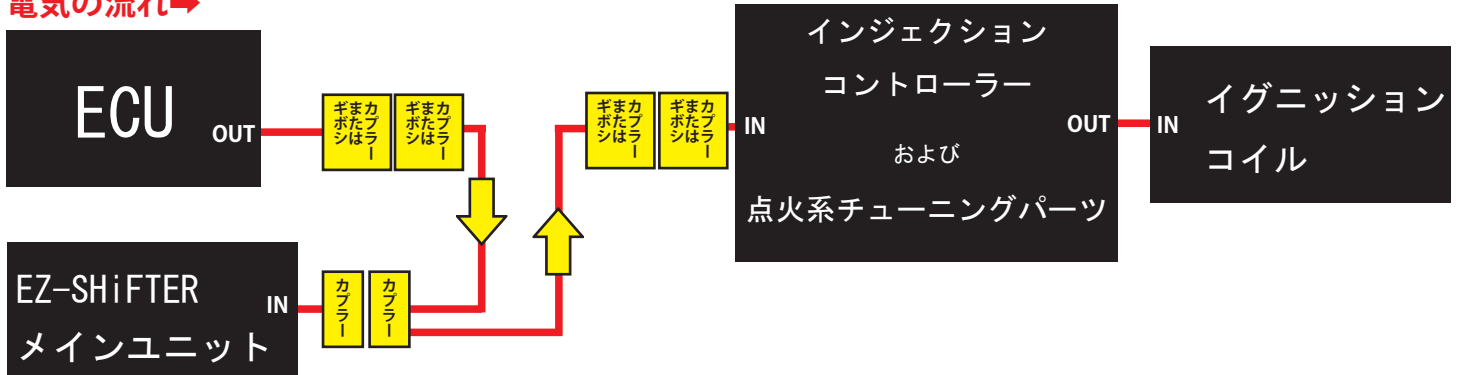 電気の流れ➡
ECU
OUT
カプラー
または
ギボシ
カプラー
または
ギボシ
カプラー
または
ギボシ
カプラー
または
ギボシ
IN
インジェクション
コントローラー
および
点火系チューニングパーツ
OUT
IN
イグニッション
コイル
EZ-SHiFTER
メインユニット
IN
カプラー
カプラー